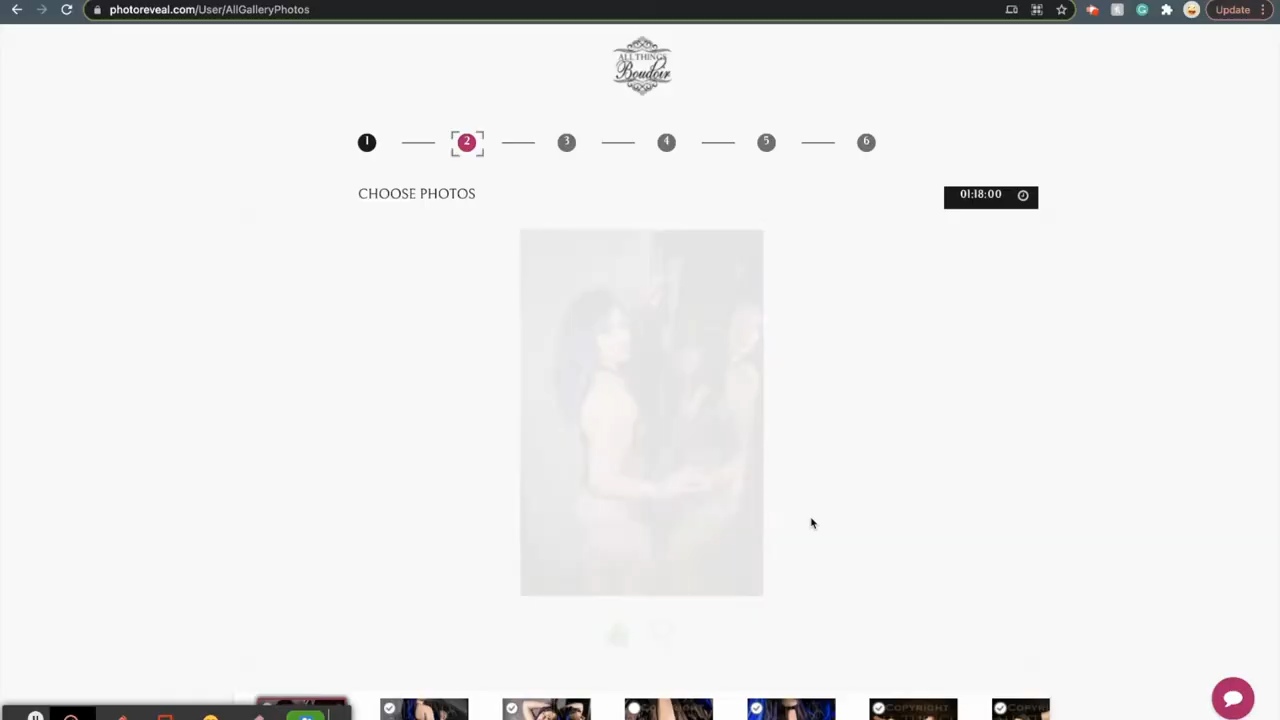 photoreveal.com/User/AllGalleryPhotos
Update
ALL THINGS
Boudoir
1
2
3
4
5
6
CHOOSE PHOTOS
01:18:00
COPYRIGHT